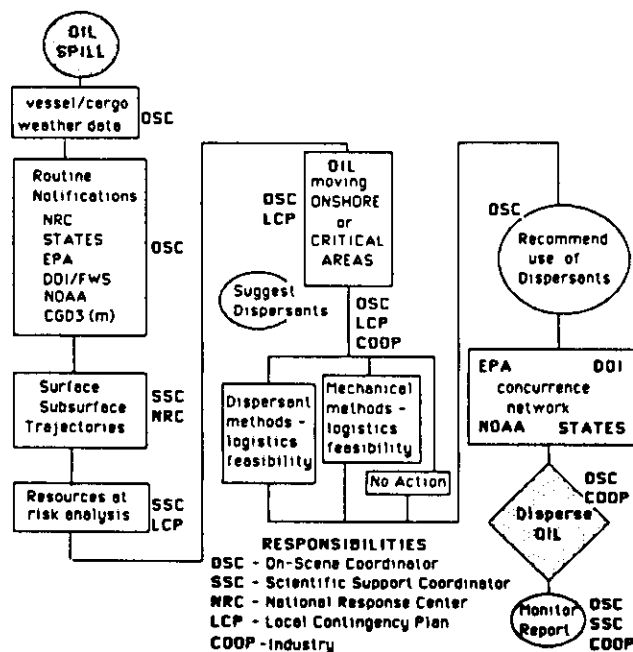 OIL
SPILL
vessel/cargo
weather data
OSC
Routine
Notifications
NRC
STATES
EPA
DOI/FWS
NOAA
CGD3 (m)
OSC
Surface
Subsurface
Trajectories
SSC
NRC
Resources at
risk analysis
SSC
LCP
OSC
LCP
OIL
moving
ONSHORE
or
CRITICAL
AREAS
Suggest
Dispersants
OSC
LCP
COOP
Dispersant
methods -
logistics
feasibility
Mechanical
methods -
logistics
feasibility
No Action
OSC
Recommend
use of
Dispersants
EPA DOI
concurrence
network
NOAA STATES
OSC
COOP
Disperse
OIL
Monitor
Report
OSC
SSC
COOP
RESPONSIBILITIES
OSC - On-Scene Coordinator
SSC - Scientific Support Coordinator
NRC - National Response Center
LCP - Local Contingency Plan
COOP - Industry